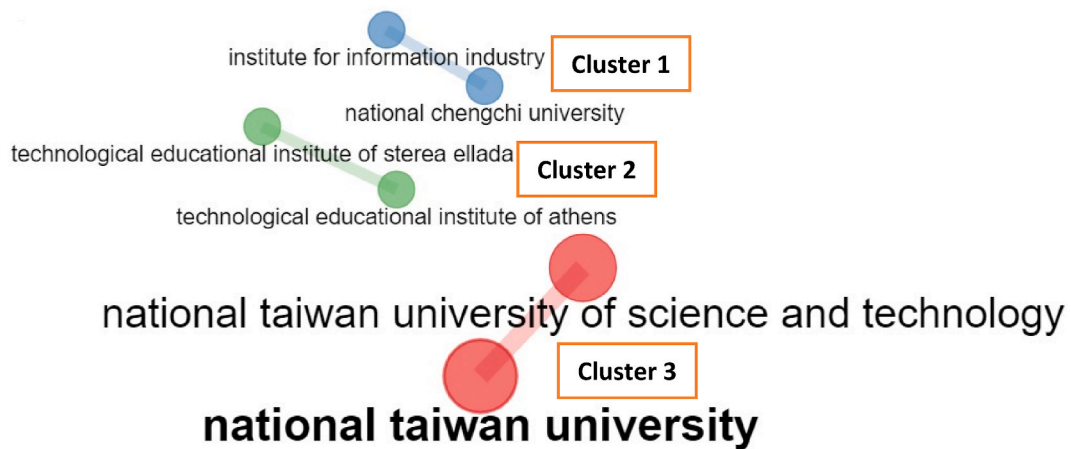 institute for information industry
Cluster 1
national chengchi university
technological educational institute of sterea ellada
Cluster 2
technological educational institute of athens
national taiwan university of science and technology
Cluster 3
national taiwan university